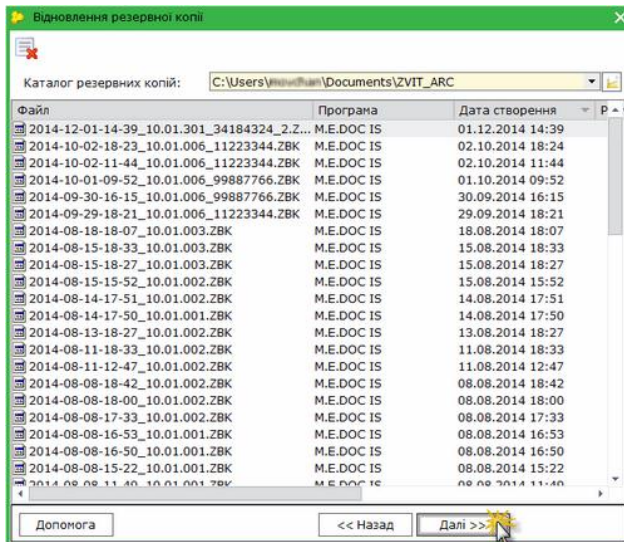 Відновлення резервної копії
Каталог резервних копій: C:\Users\ \Documents\ZVIT_ARC
Файл Програма Дата створення Р
2014-12-01-14-39_10.01.301_34184324_2.Z... M.E.DOC IS 01.12.2014 14:39
2014-10-02-18-23_10.01.006_11223344.ZBK M.E.DOC IS 02.10.2014 18:24
2014-10-02-11-44_10.01.006_11223344.ZBK M.E.DOC IS 02.10.2014 11:44
2014-10-01-09-52_10.01.006_99887766.ZBK M.E.DOC IS 01.10.2014 09:52
2014-09-30-16-15_10.01.006_99887766.ZBK M.E.DOC IS 30.09.2014 16:15
2014-09-29-18-21_10.01.006_11223344.ZBK M.E.DOC IS 29.09.2014 18:21
2014-08-18-18-07_10.01.003.ZBK M.E.DOC IS 18.08.2014 18:07
2014-08-15-18-33_10.01.003.ZBK M.E.DOC IS 15.08.2014 18:33
2014-08-15-18-27_10.01.003.ZBK M.E.DOC IS 15.08.2014 18:27
2014-08-15-15-52_10.01.002.ZBK M.E.DOC IS 15.08.2014 15:52
2014-08-14-17-51_10.01.002.ZBK M.E.DOC IS 14.08.2014 17:51
2014-08-14-17-50_10.01.001.ZBK M.E.DOC IS 14.08.2014 17:50
2014-08-13-18-27_10.01.002.ZBK M.E.DOC IS 13.08.2014 18:27
2014-08-11-18-33_10.01.002.ZBK M.E.DOC IS 11.08.2014 18:33
2014-08-11-12-47_10.01.002.ZBK M.E.DOC IS 11.08.2014 12:47
2014-08-08-18-42_10.01.002.ZBK M.E.DOC IS 08.08.2014 18:42
2014-08-08-18-00_10.01.002.ZBK M.E.DOC IS 08.08.2014 18:00
2014-08-08-17-33_10.01.002.ZBK M.E.DOC IS 08.08.2014 17:33
2014-08-08-16-53_10.01.001.ZBK M.E.DOC IS 08.08.2014 16:53
2014-08-08-16-50_10.01.001.ZBK M.E.DOC IS 08.08.2014 16:50
2014-08-08-15-22_10.01.001.ZBK M.E.DOC IS 08.08.2014 15:22
2014-08-08-11-40_10.01.001.ZBK M.E.DOC IS 08.08.2014 11:40
Допомога << Назад Далі >>